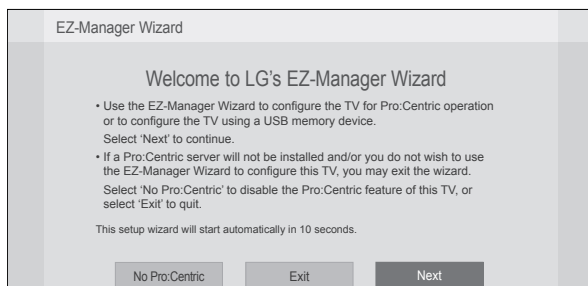 EZ-Manager Wizard
Welcome to LG's EZ-Manager Wizard
• Use the EZ-Manager Wizard to configure the TV for Pro:Centric operation
or to configure the TV using a USB memory device.
Select 'Next' to continue.
• If a Pro:Centric server will not be installed and/or you do not wish to use
the EZ-Manager Wizard to configure this TV, you may exit the wizard.
Select 'No Pro:Centric' to disable the Pro:Centric feature of this TV, or
select 'Exit' to quit.
This setup wizard will start automatically in 10 seconds.
No Pro:Centric Exit Next